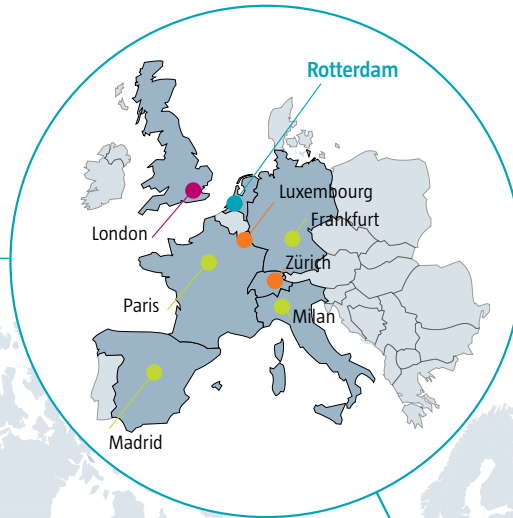 Rotterdam
Luxembourg
Frankfurt
London
Zürich
Paris
Milan
Madrid